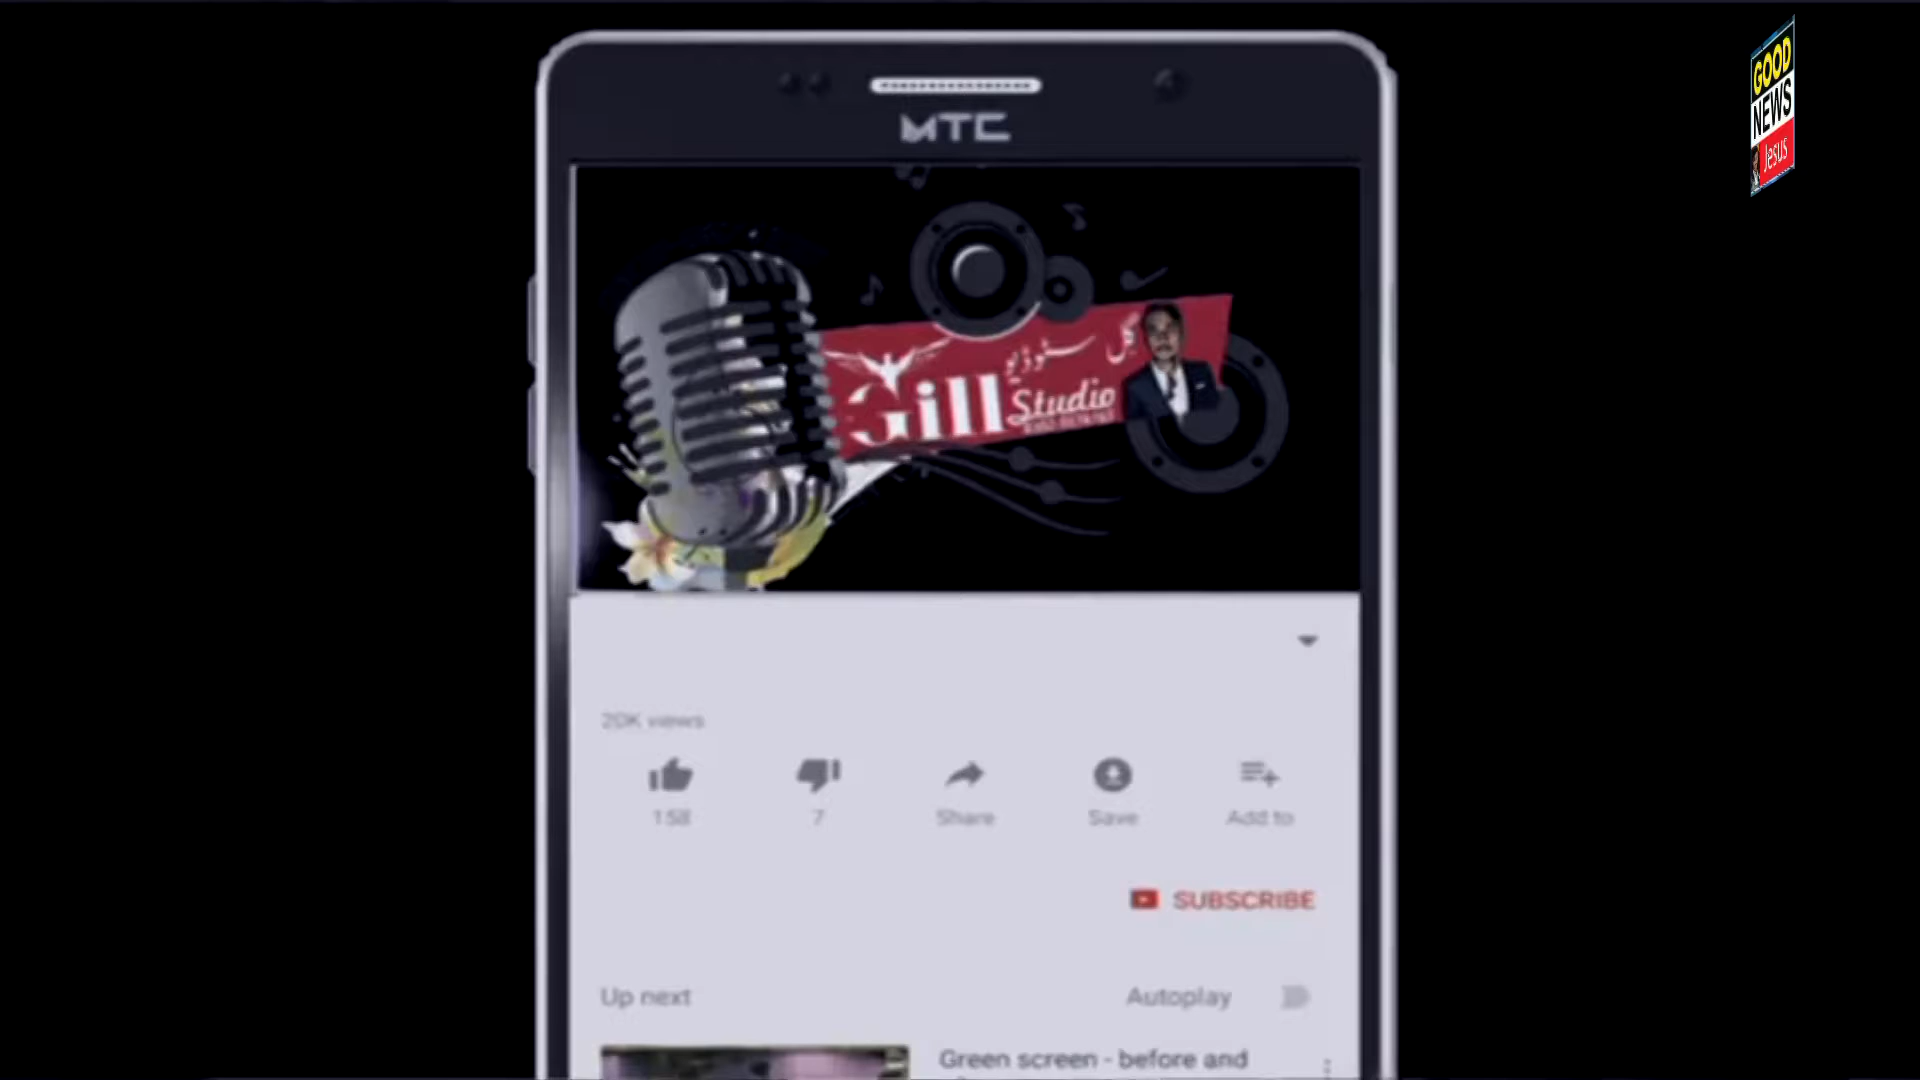 GOOD
NEWS
Jesus
MTC
گل سٹوڈیو
Gill
Studio
20K views
158
7
Share
Save
Add to
SUBSCRIBE
Up next
Autoplay
Green screen - before and